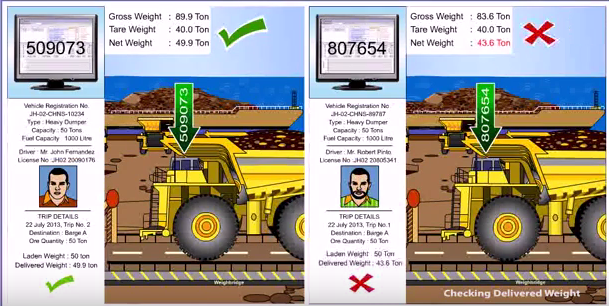 509073
Gross Weight : 89.9 Ton
Tare Weight : 40.0 Ton
Net Weight : 49.9 Ton
509073
Vehicle Registration No.
JH-02-CHNS-10234
Type : Heavy Dumper
Capacity : 50 Tons
Fuel Capacity : 1000 Litre
Driver : Mr. John Fernandez
License No :JH02 20090176
TRIP DETAILS
22 July 2013, Trip No. 2
Destination : Barge A
Ore Quantity : 50 Ton
Laden Weight : 50 ton
Delivered Weight : 49.9 ton
Weighbridge
807654
Gross Weight : 83.6 Ton
Tare Weight : 40.0 Ton
Net Weight : 43.6 Ton
807654
Vehicle Registration No.
JH-02-CHNS-89787
Type : Heavy Dumper
Capacity : 50 Tons
Fuel Capacity : 1000 Litre
Driver : Mr. Robert Pinto
License No :JH02 20805341
TRIP DETAILS
22 July 2013, Trip No.1
Destination : Barge A
Ore Quantity : 50 Ton
Laden Weight 50 Ton
Delivered Weight : 43.6 Ton
Weighbridge
Checking Delivered Weight